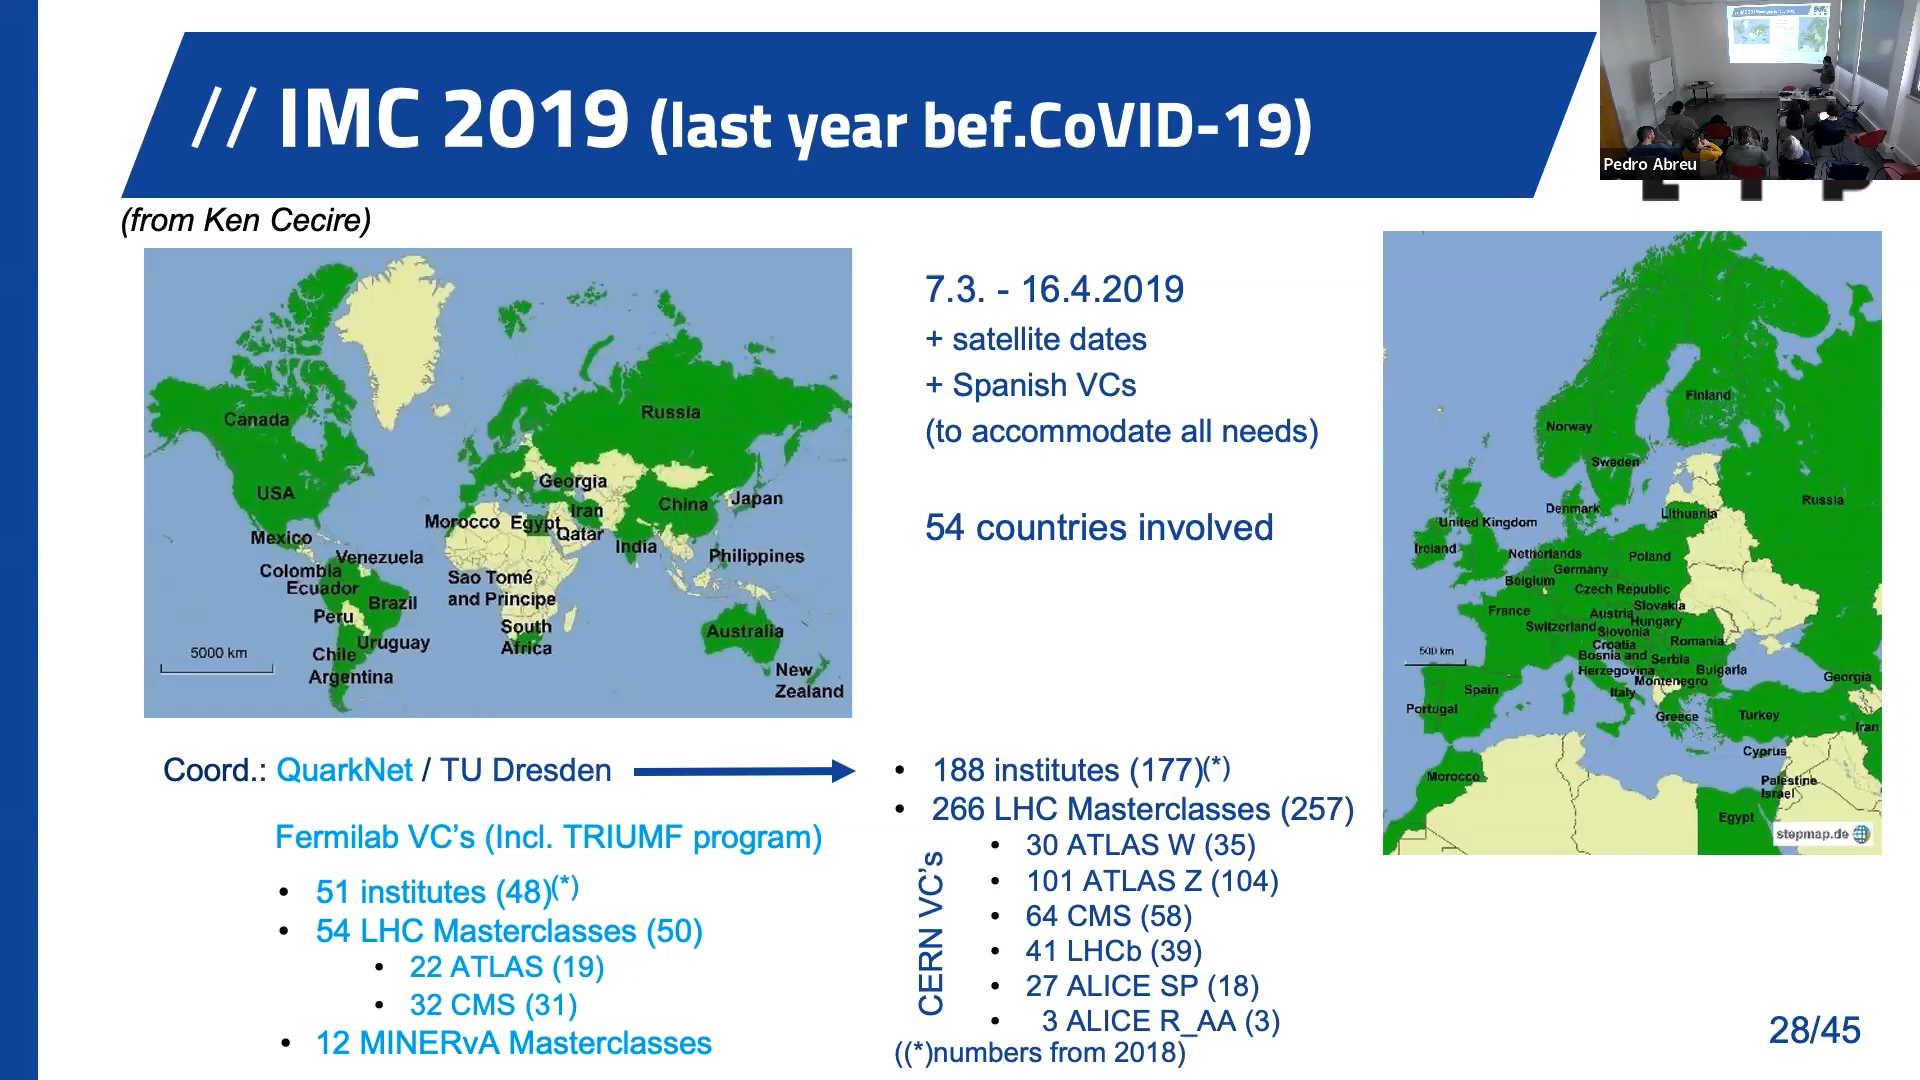 // IMC 2019 (last year bef.CoVID-19)
Pedro Abreu
(from Ken Cecire)
Canada
Russia
USA
Georgia
China
Japan
Iran
Morocco
Egypt
Qatar
India
Mexico
Venezuela
Philippines
Colombia
Ecuador
Sao Tomé
and Principe
Brazil
Peru
South
Africa
Australia
Uruguay
Chile
Argentina
5000 km
New
Zealand
7.3. - 16.4.2019
+ satellite dates
+ Spanish VCs
(to accommodate all needs)
54 countries involved
Finland
Norway
Sweden
Russia
Denmark
Lithuania
United Kingdom
Ireland
Netherlands
Poland
Germany
Belgium
Czech Republic
France
Slovakia
Austria
Hungary
Switzerland
Slovenia
Romania
Croatia
Bosnia and
Herzegovina
Serbia
500 km
Bulgaria
Montenegro
Georgia
Spain
Italy
Portugal
Greece
Turkey
Iran
Cyprus
Morocco
Palestine
Israel
Egypt
stepmap.de
Coord.: QuarkNet / TU Dresden
Fermilab VC’s (Incl. TRIUMF program)
• 51 institutes (48)(*)
• 54 LHC Masterclasses (50)
• 22 ATLAS (19)
• 32 CMS (31)
• 12 MINERvA Masterclasses
• 188 institutes (177)(*)
• 266 LHC Masterclasses (257)
CERN VC’s
• 30 ATLAS W (35)
• 101 ATLAS Z (104)
• 64 CMS (58)
• 41 LHCb (39)
• 27 ALICE SP (18)
• 3 ALICE R_AA (3)
((*)numbers from 2018)
28/45